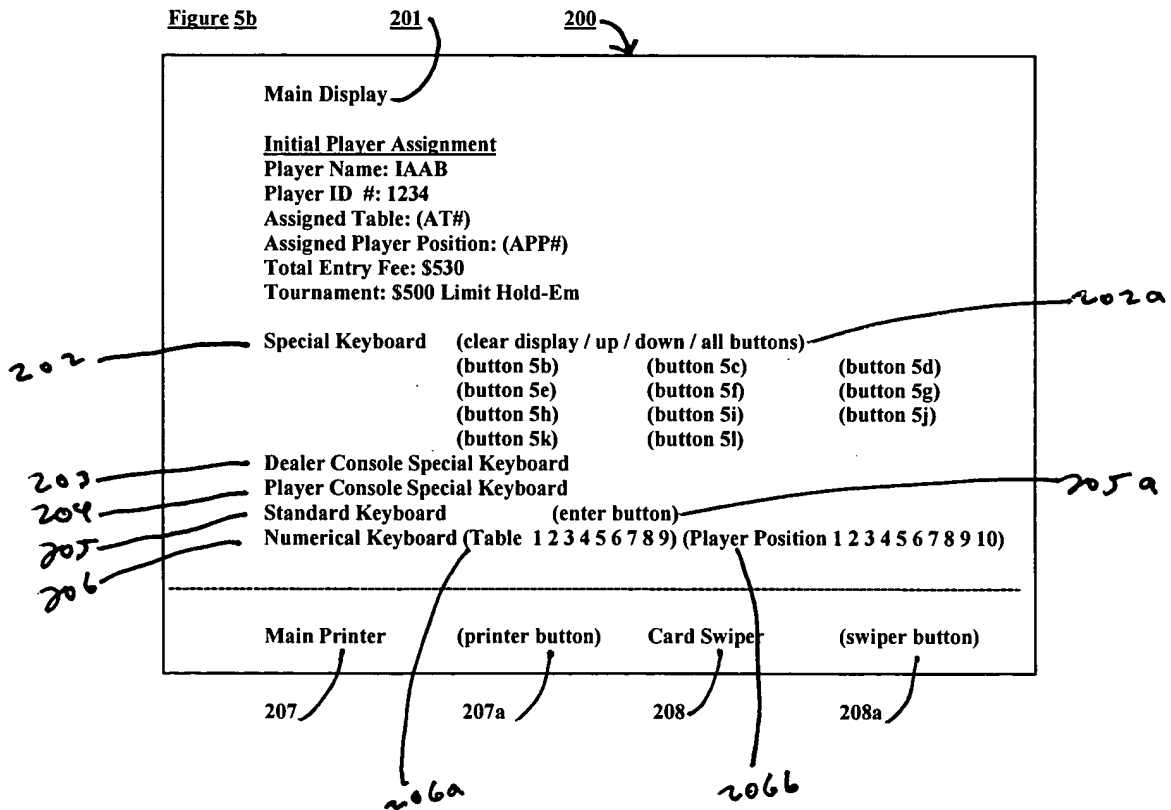 Figure 5b 201 200
Main Display
Initial Player Assignment
Player Name: IAAB
Player ID #: 1234
Assigned Table: (AT#)
Assigned Player Position: (APP#)
Total Entry Fee: $530
Tournament: $500 Limit Hold-Em
202a
202 Special Keyboard (clear display / up / down / all buttons)
(button 5b) (button 5c) (button 5d)
(button 5e) (button 5f) (button 5g)
(button 5h) (button 5i) (button 5j)
(button 5k) (button 5l)
203 Dealer Console Special Keyboard
204 Player Console Special Keyboard 205a
205 Standard Keyboard (enter button)
206 Numerical Keyboard (Table 1 2 3 4 5 6 7 8 9) (Player Position 1 2 3 4 5 6 7 8 9 10)
Main Printer (printer button) Card Swiper (swiper button)
207 207a 208 208a
206a 206b